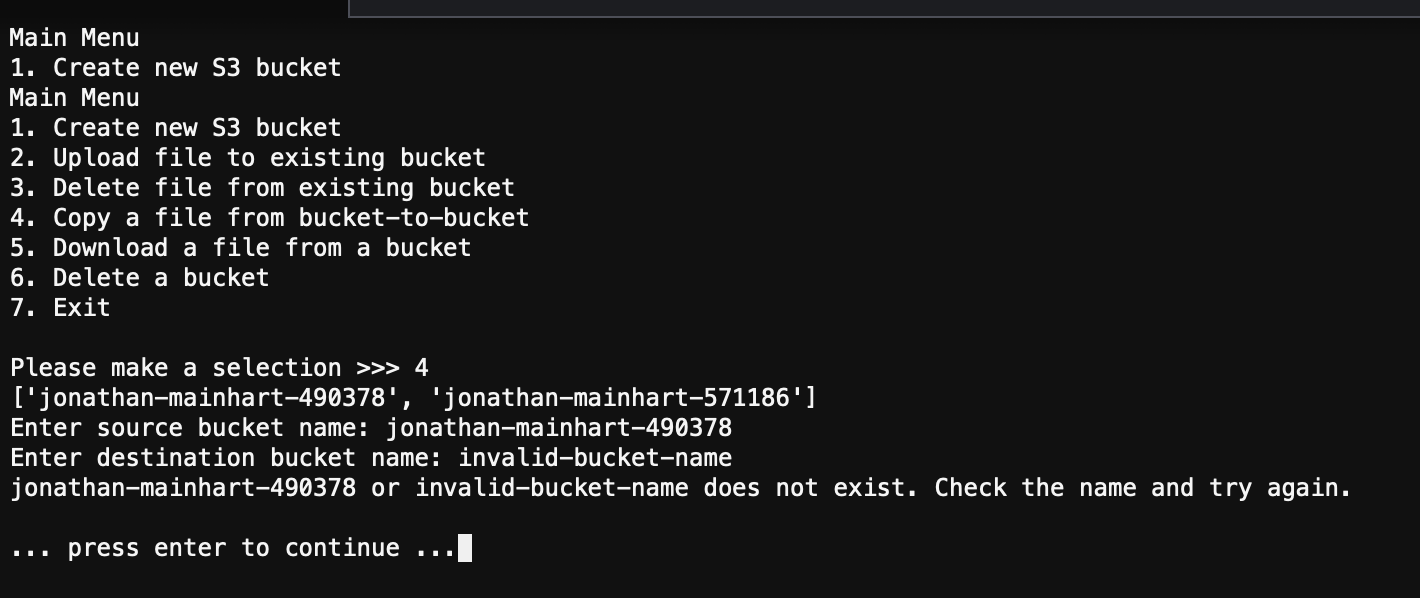 Main Menu
1. Create new S3 bucket
Main Menu
1. Create new S3 bucket
2. Upload file to existing bucket
3. Delete file from existing bucket
4. Copy a file from bucket-to-bucket
5. Download a file from a bucket
6. Delete a bucket
7. Exit
Please make a selection >>> 4
['jonathan-mainhart-490378', 'jonathan-mainhart-571186']
Enter source bucket name: jonathan-mainhart-490378
Enter destination bucket name: invalid-bucket-name
jonathan-mainhart-490378 or invalid-bucket-name does not exist. Check the name and try again.
... press enter to continue ...